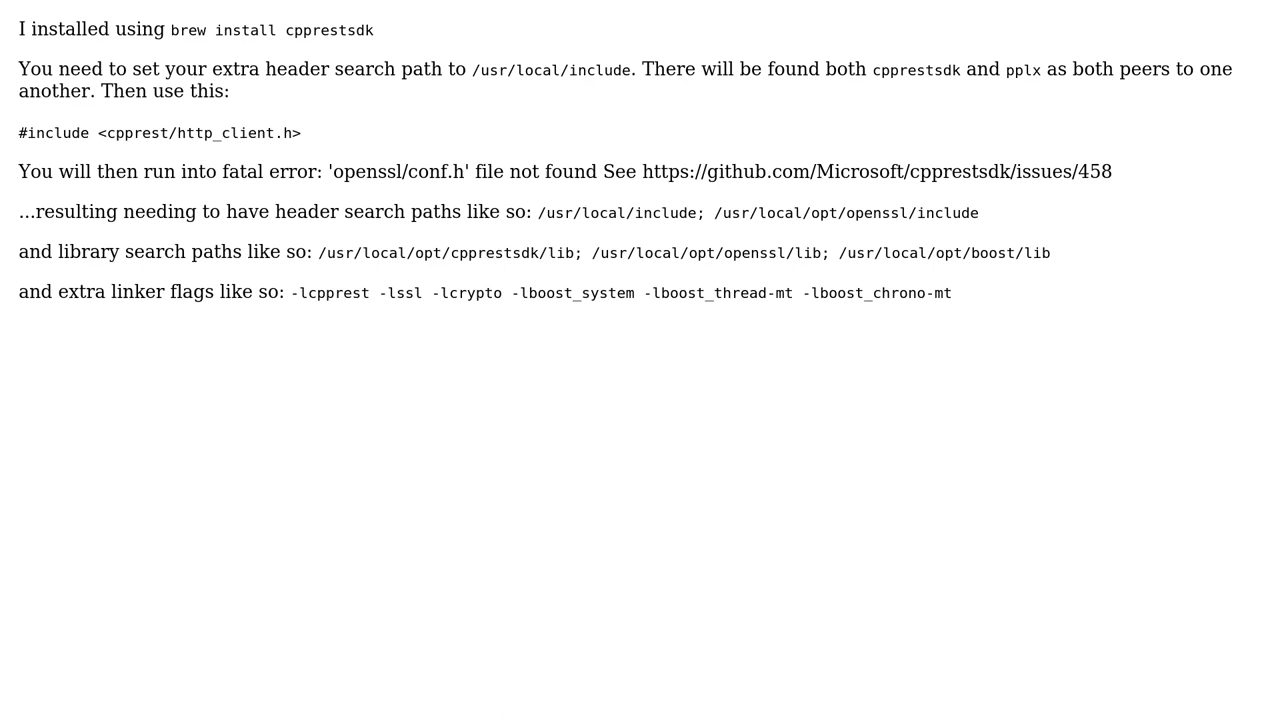 I installed using brew install cpprestsdk
You need to set your extra header search path to /usr/local/include. There will be found both cpprestsdk and pplx as both peers to one
another. Then use this:
#include <cpprest/http_client.h>
You will then run into fatal error: 'openssl/conf.h' file not found See https://github.com/Microsoft/cpprestsdk/issues/458
...resulting needing to have header search paths like so: /usr/local/include; /usr/local/opt/openssl/include
and library search paths like so: /usr/local/opt/cpprestsdk/lib; /usr/local/opt/openssl/lib; /usr/local/opt/boost/lib
and extra linker flags like so: -lcpprest -lssl -lcrypto -lboost_system -lboost_thread-mt -lboost_chrono-mt